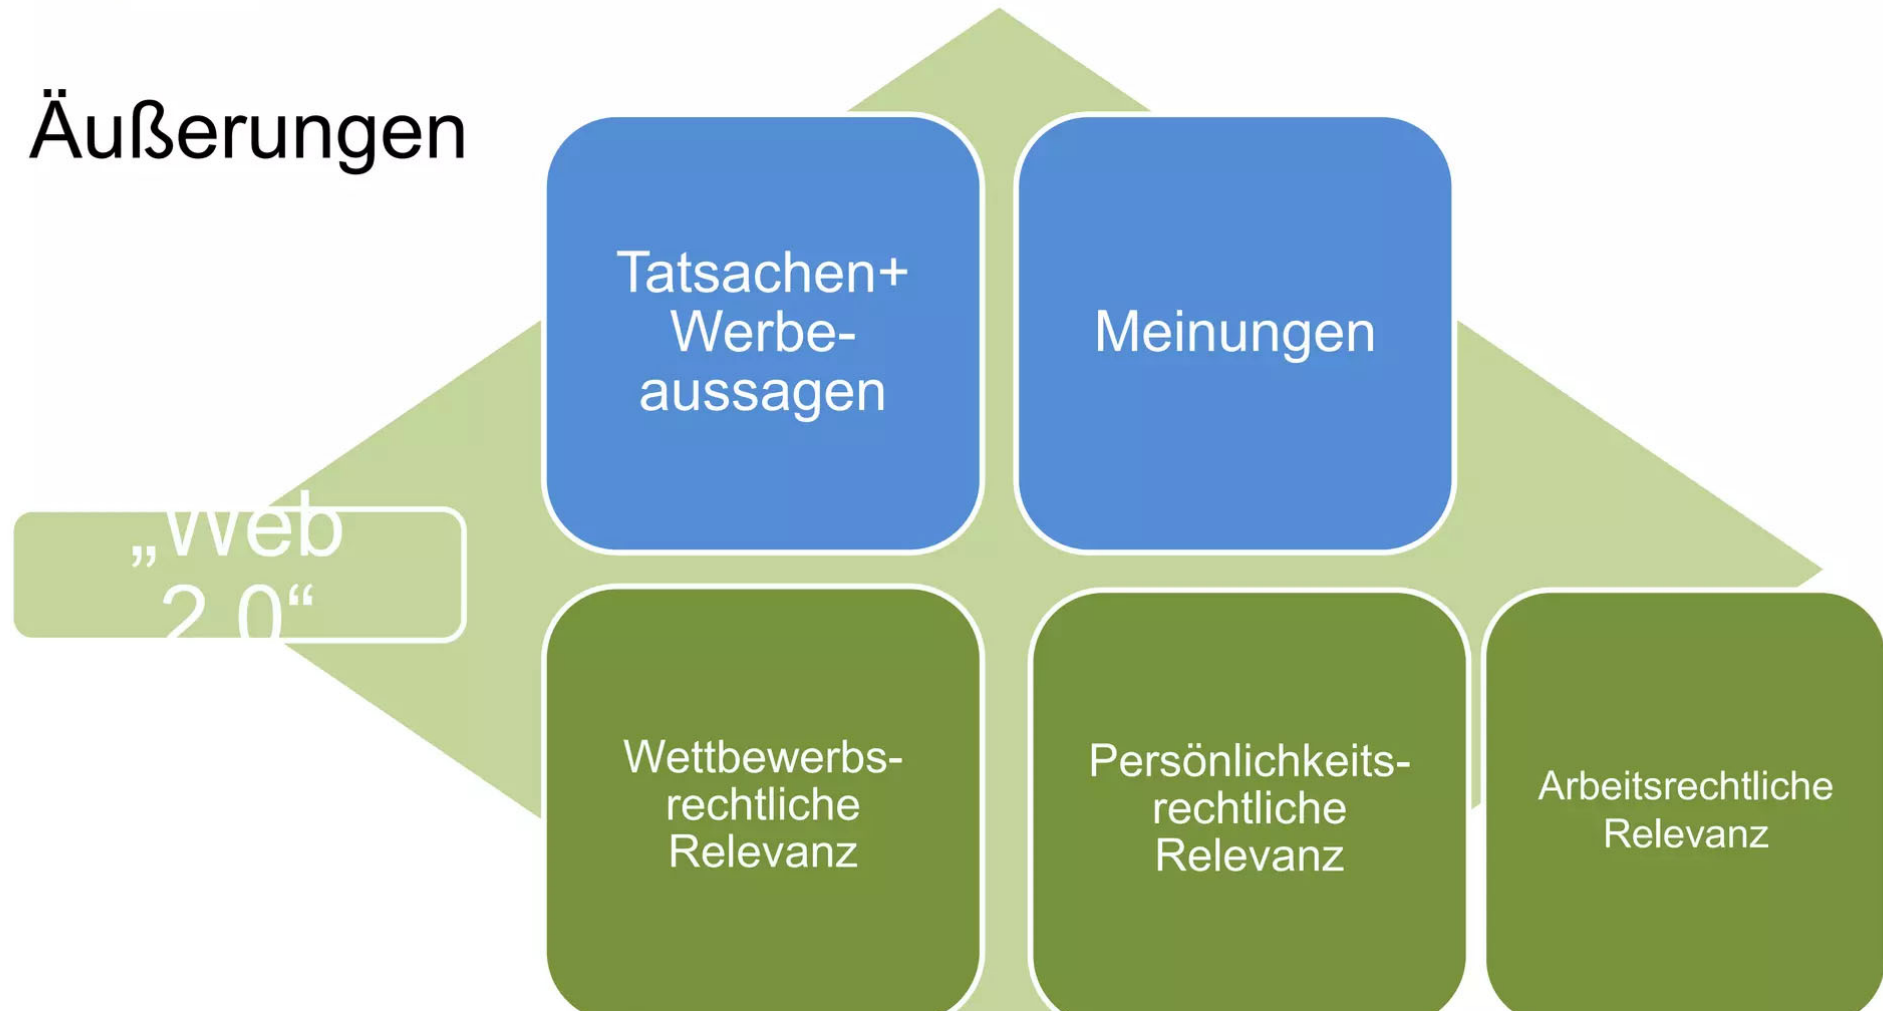 Äußerungen
Tatsachen+
Werbe-
aussagen
Meinungen
„Web
2.0“
Wettbewerbs-
rechtliche
Relevanz
Persönlichkeits-
rechtliche
Relevanz
Arbeitsrechtliche
Relevanz